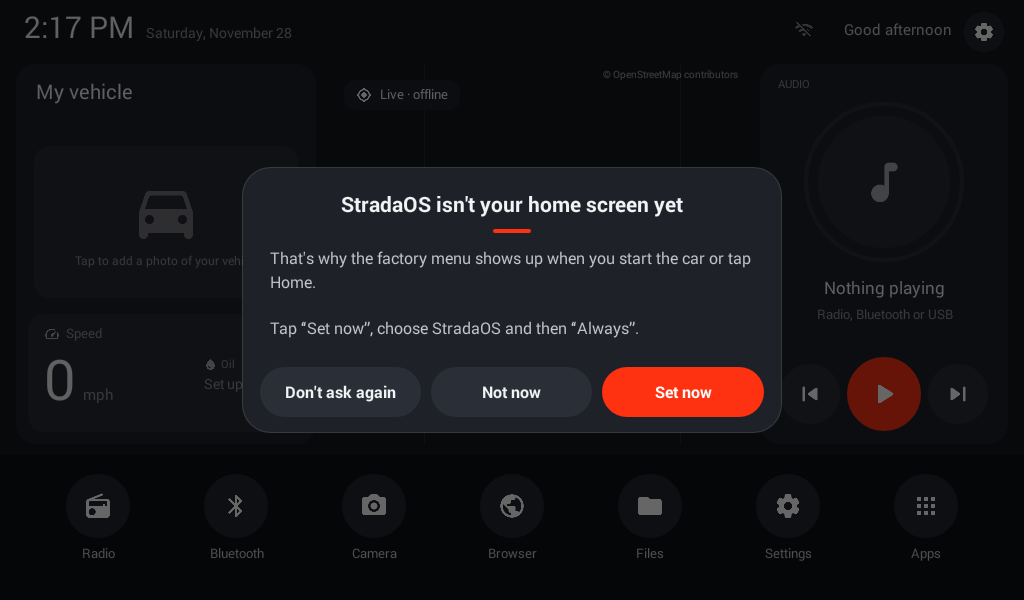 2:17 PM
Saturday, November 28
Good afternoon
My vehicle
Live · offline
© OpenStreetMap contributors
AUDIO
StradaOS isn't your home screen yet
That's why the factory menu shows up when you start the car or tap
Home.
Tap “Set now”, choose StradaOS and then “Always”.
Don't ask again
Not now
Set now
Tap to add a photo of your
Speed
0 mph
Oil
Set up
Nothing playing
Radio, Bluetooth or USB
Radio
Bluetooth
Camera
Browser
Files
Settings
Apps